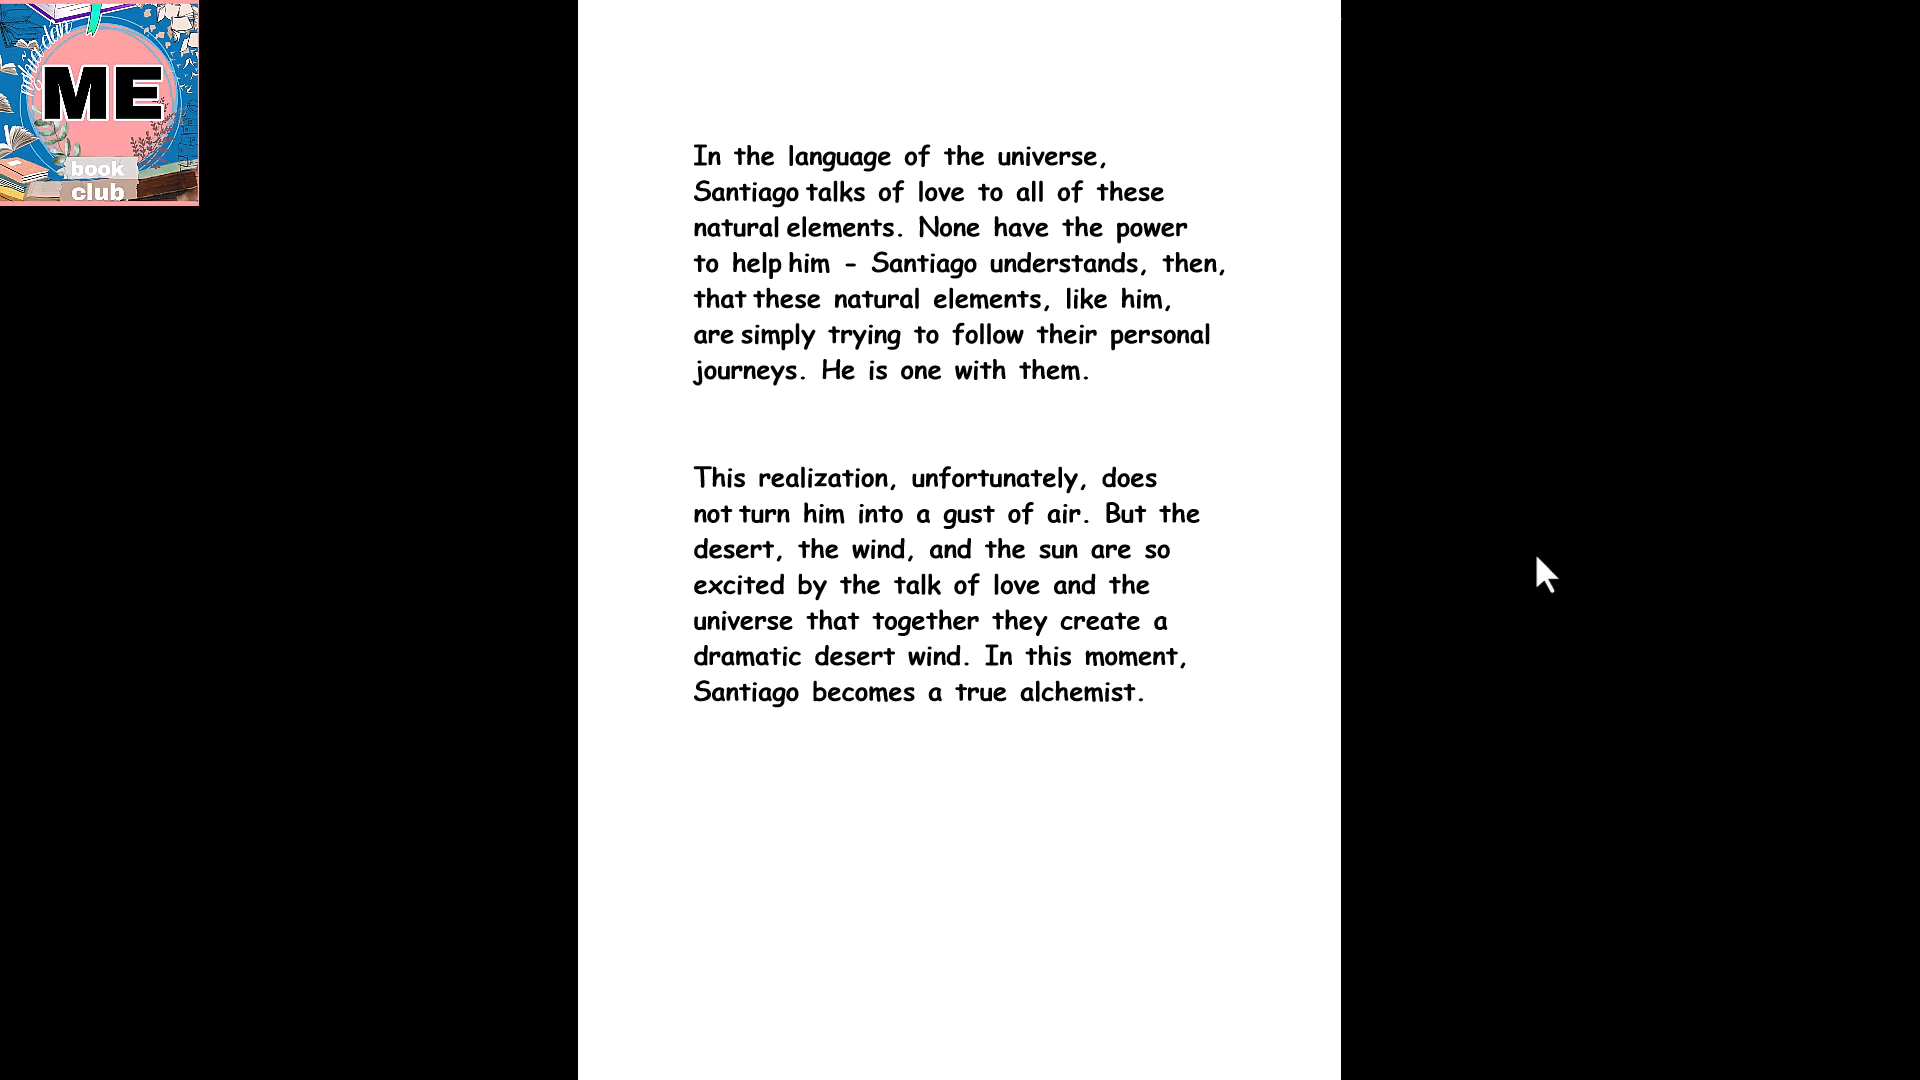 ME
book
club
In the language of the universe,
Santiago talks of love to all of these
natural elements. None have the power
to help him - Santiago understands, then,
that these natural elements, like him,
are simply trying to follow their personal
journeys. He is one with them.
This realization, unfortunately, does
not turn him into a gust of air. But the
desert, the wind, and the sun are so
excited by the talk of love and the
universe that together they create a
dramatic desert wind. In this moment,
Santiago becomes a true alchemist.